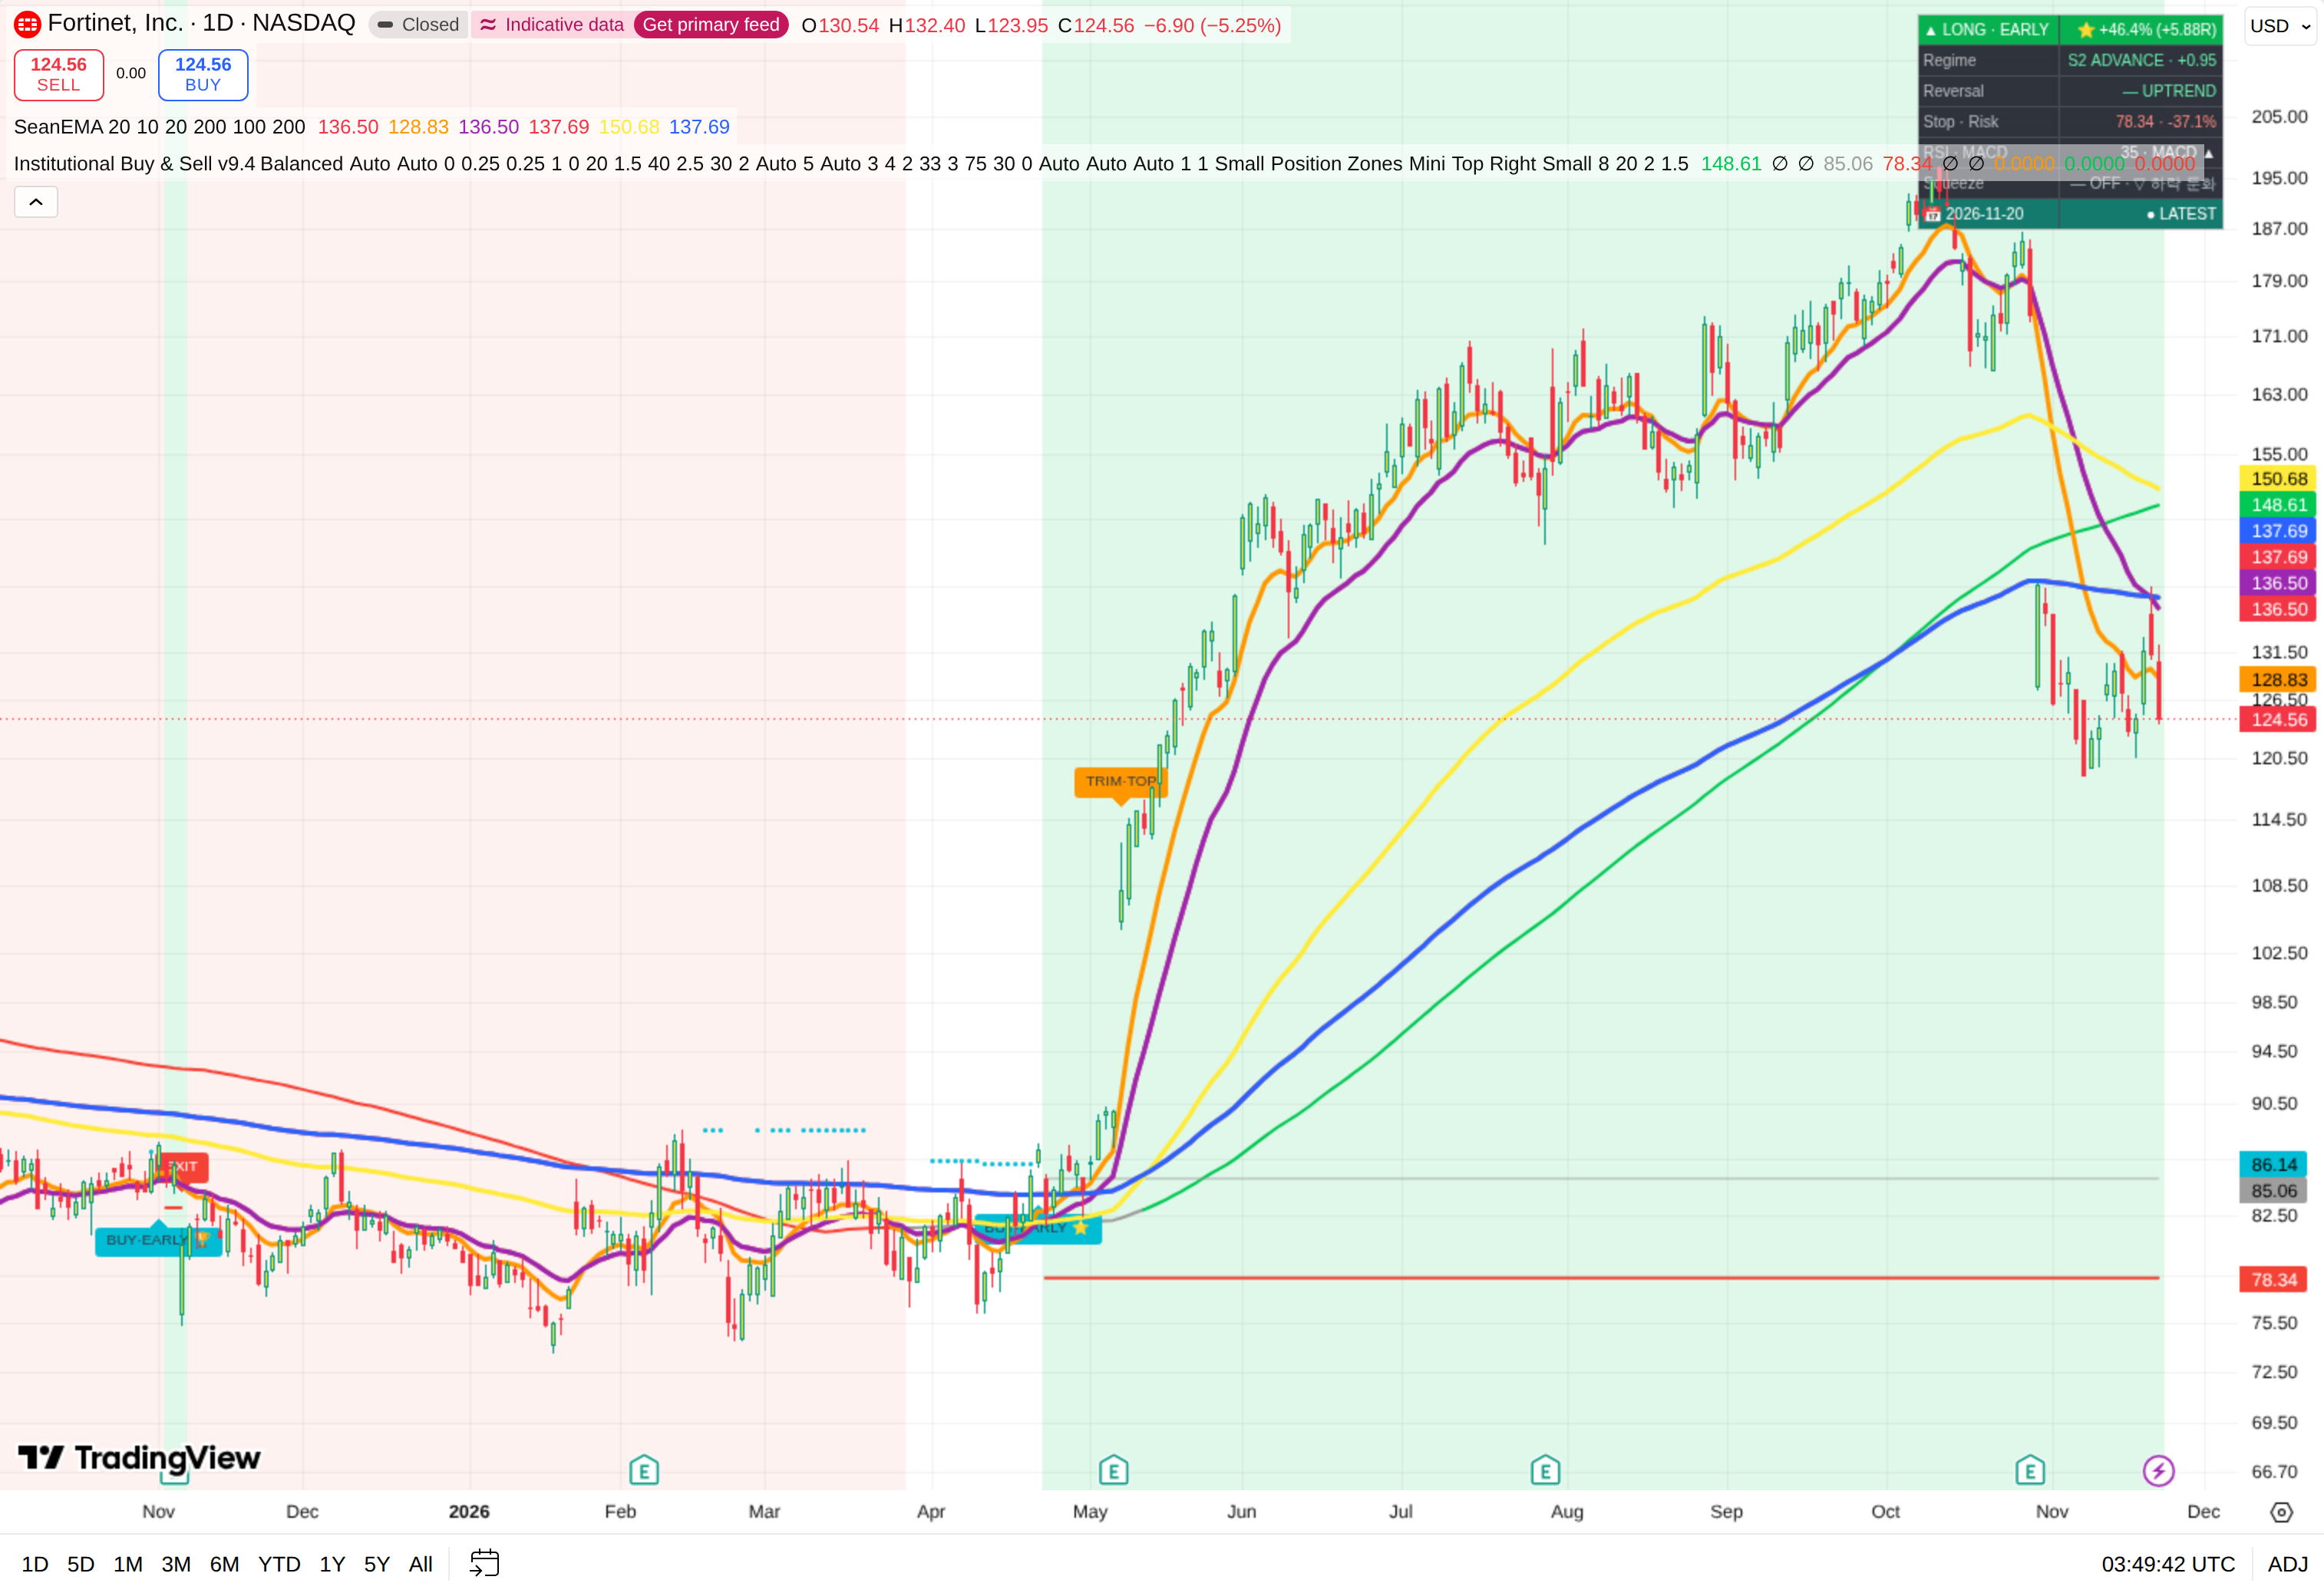 Fortinet, Inc. · 1D · NASDAQ Closed Indicative data Get primary feed O130.54 H132.40 L123.95 C124.56 −6.90 (−5.25%)
USD
124.56 SELL
0.00
124.56 BUY
SeanEMA 20 10 20 200 100 200 136.50 128.83 136.50 137.69 150.68 137.69
Institutional Buy & Sell v9.4 Balanced Auto Auto 0 0.25 0.25 1 0 20 1.5 40 2.5 30 2 Auto 5 Auto 3 4 2 33 3 75 30 0 Auto Auto Auto 1 1 Small Position Zones Mini Top Right Small 8 20 2 1.5 148.61 ∅ ∅ 85.06 78.34 ∅ ∅ 0.0000 0.0000 0.0000
▲ LONG · EARLY ⭐ +46.4% (+5.88R)
Regime S2 ADVANCE · +0.95
Reversal — UPTREND
Stop · Risk 78.34 · -37.1%
RSI · MACD 35 · MACD ▲
Squeeze — OFF · ▽ 하락 둔화
📅 2026-11-20 ● LATEST
205.00
195.00
187.00
179.00
171.00
163.00
155.00
150.68
148.61
137.69
137.69
136.50
136.50
131.50
128.83
126.50
124.56
120.50
114.50
108.50
102.50
98.50
94.50
90.50
86.14
85.06
82.50
78.34
75.50
72.50
69.50
66.70
TRIM-TOP
EXIT
BUY-EARLY
TradingView
E
E
E
E
Nov Dec 2026 Feb Mar Apr May Jun Jul Aug Sep Oct Nov Dec
1D 5D 1M 3M 6M YTD 1Y 5Y All
03:49:42 UTC ADJ